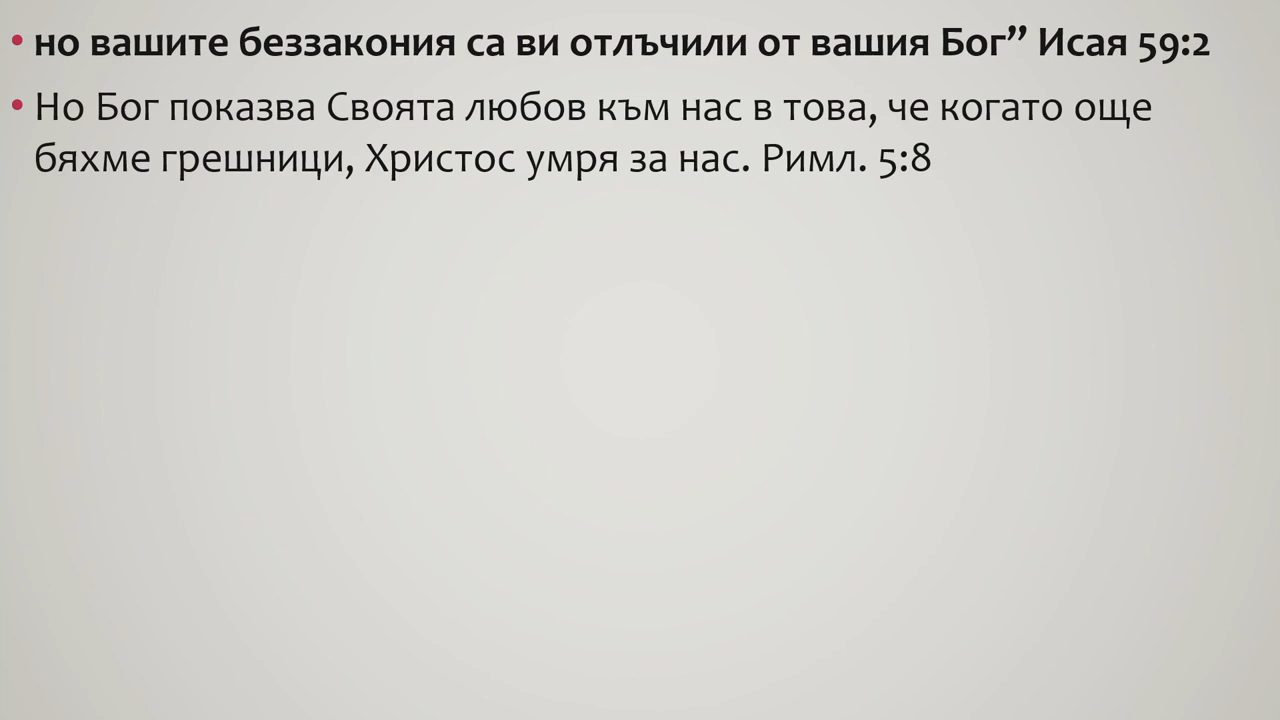 • но вашите беззакония са ви отлъчили от вашия Бог” Исая 59:2
• Но Бог показва Своята любов към нас в това, че когато още
бяхме грешници, Христос умря за нас. Римл. 5:8